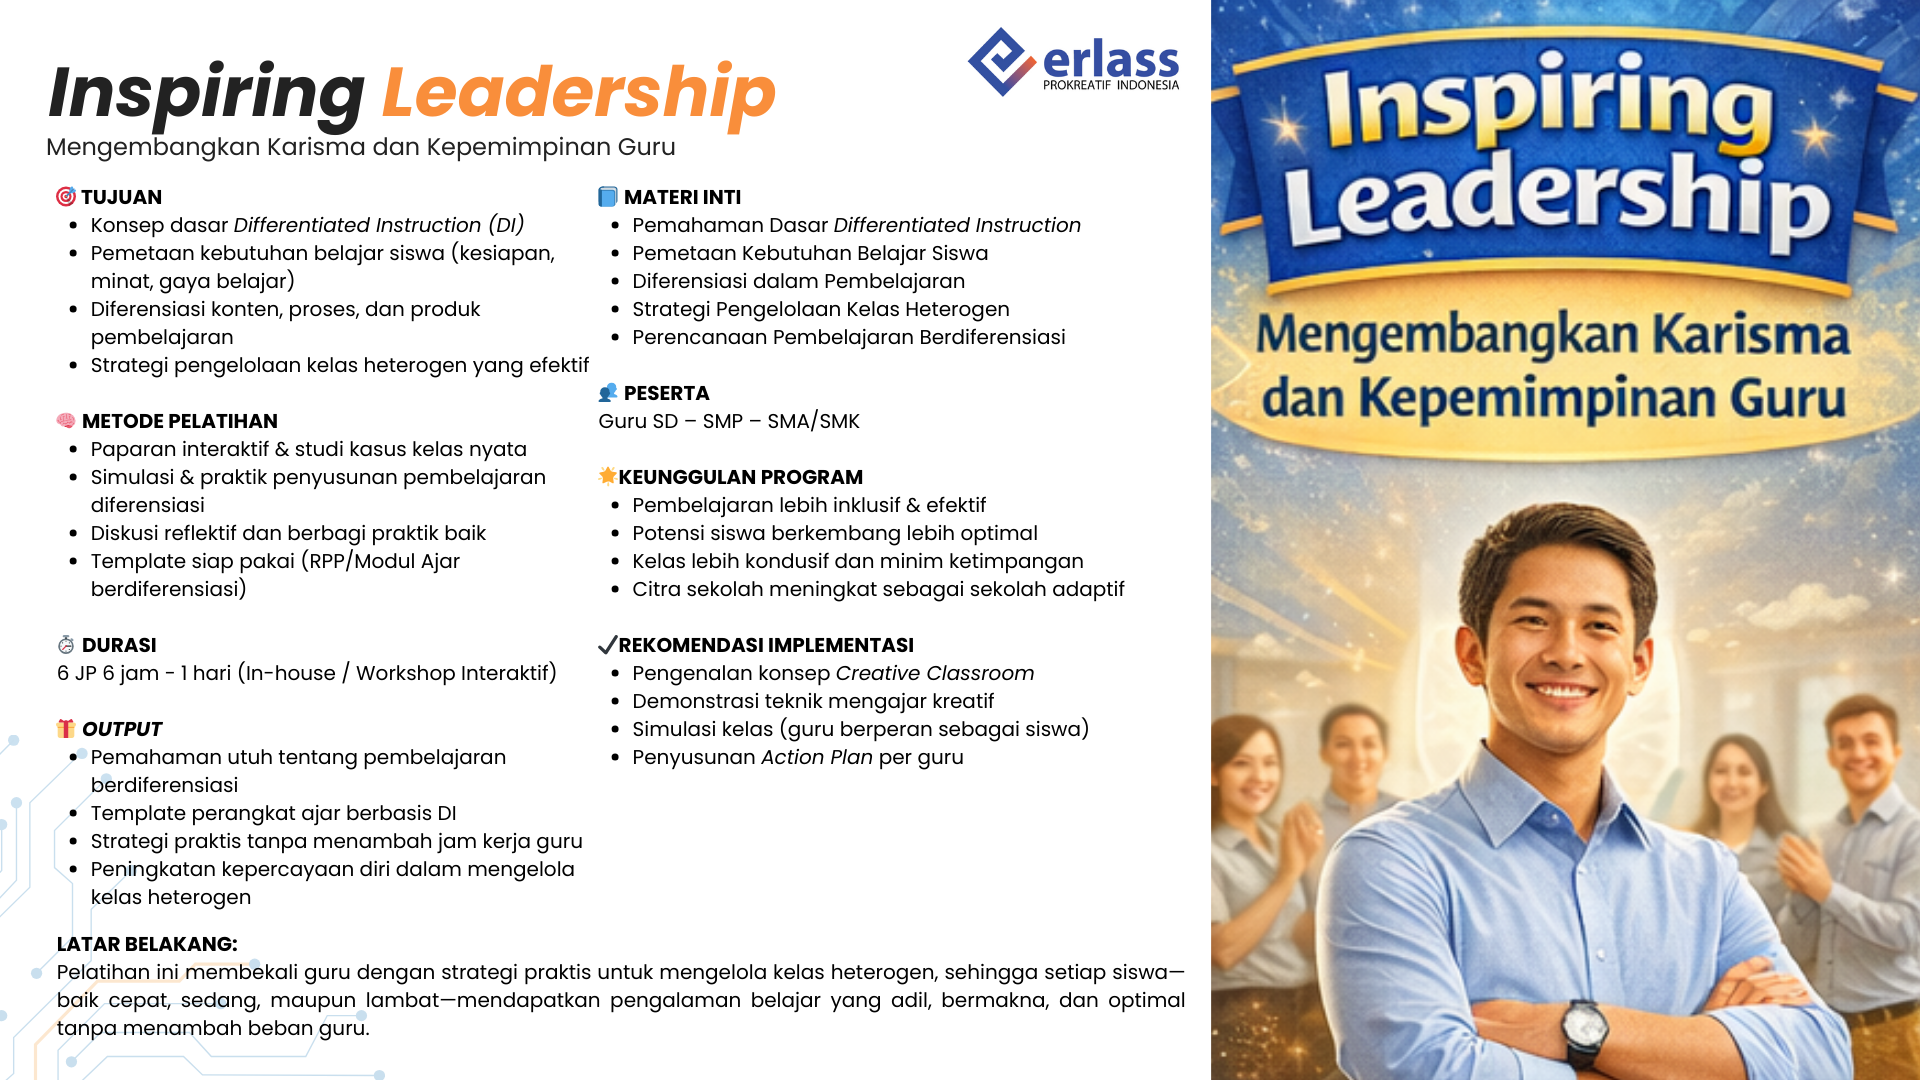 Inspiring Leadership
Mengembangkan Karisma dan Kepemimpinan Guru
erlass
PROKREATIF INDONESIA
TUJUAN
• Konsep dasar Differentiated Instruction (DI)
• Pemetaan kebutuhan belajar siswa (kesiapan,
minat, gaya belajar)
• Diferensiasi konten, proses, dan produk
pembelajaran
• Strategi pengelolaan kelas heterogen yang efektif
METODE PELATIHAN
• Paparan interaktif & studi kasus kelas nyata
• Simulasi & praktik penyusunan pembelajaran
diferensiasi
• Diskusi reflektif dan berbagi praktik baik
• Template siap pakai (RPP/Modul Ajar
berdiferensiasi)
DURASI
6 JP 6 jam - 1 hari (In-house / Workshop Interaktif)
OUTPUT
• Pemahaman utuh tentang pembelajaran
berdiferensiasi
• Template perangkat ajar berbasis DI
• Strategi praktis tanpa menambah jam kerja guru
• Peningkatan kepercayaan diri dalam mengelola
kelas heterogen
MATERI INTI
• Pemahaman Dasar Differentiated Instruction
• Pemetaan Kebutuhan Belajar Siswa
• Diferensiasi dalam Pembelajaran
• Strategi Pengelolaan Kelas Heterogen
• Perencanaan Pembelajaran Berdiferensiasi
PESERTA
Guru SD – SMP – SMA/SMK
KEUNGGULAN PROGRAM
• Pembelajaran lebih inklusif & efektif
• Potensi siswa berkembang lebih optimal
• Kelas lebih kondusif dan minim ketimpangan
• Citra sekolah meningkat sebagai sekolah adaptif
REKOMENDASI IMPLEMENTASI
• Pengenalan konsep Creative Classroom
• Demonstrasi teknik mengajar kreatif
• Simulasi kelas (guru berperan sebagai siswa)
• Penyusunan Action Plan per guru
LATAR BELAKANG:
Pelatihan ini membekali guru dengan strategi praktis untuk mengelola kelas heterogen, sehingga setiap siswa—
baik cepat, sedang, maupun lambat—mendapatkan pengalaman belajar yang adil, bermakna, dan optimal
tanpa menambah beban guru.
Inspiring
Leadership
Mengembangkan Karisma
dan Kepemimpinan Guru